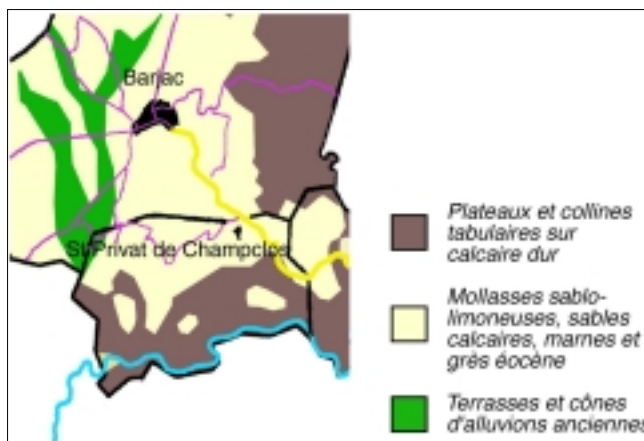 Barjac
St Privat de Champclos
Plateaux et collines
tabulaires sur
calcaire dur
Mollasses sablo-
limoneuses, sables
calcaires, marnes et
grès éocène
Terrasses et cônes
d'alluvions anciennes